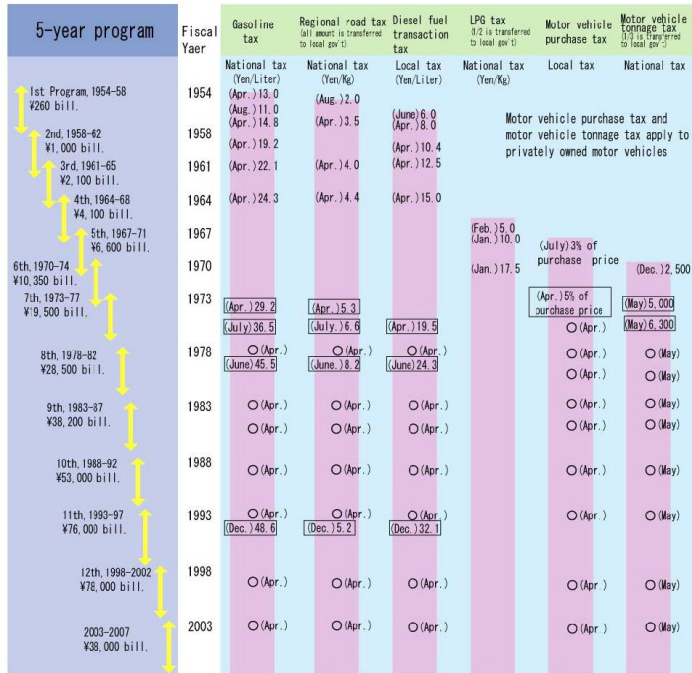 5-year program
Fiscal
Yaer
Gasoline
tax
Regional road tax
(all amount is transferred
to local gov't)
Diesel fuel
transaction
tax
LPG tax
(1/2 is transferred
to local gov't)
Motor vehicle
purchase tax
Motor vehicle
tonnage tax
(1/3 is transferred
to local gov't)
National tax
(Yen/Liter)
National tax
(Yen/Kg)
Local tax
(Yen/Liter)
National tax
(Yen/Kg)
Local tax
National tax
1st Program, 1954-58
¥260 bill.
2nd, 1958-62
¥1,000 bill.
3rd, 1961-65
¥2,100 bill.
4th, 1964-68
¥4,100 bill.
5th, 1967-71
¥6,600 bill.
6th, 1970-74
¥10,350 bill.
7th, 1973-77
¥19,500 bill.
8th, 1978-82
¥28,500 bill.
9th, 1983-87
¥38,200 bill.
10th, 1988-92
¥53,000 bill.
11th, 1993-97
¥76,000 bill.
12th, 1998-2002
¥78,000 bill.
2003-2007
¥38,000 bill.
1954
1958
1961
1964
1967
1970
1973
1978
1983
1988
1993
1998
2003
(Apr.)13.0
(Aug.)11.0
(Apr.)14.8
(Apr.)19.2
(Apr.)22.1
(Apr.)24.3
(Apr.)29.2
(July)36.5
○(Apr.)
(June)45.5
○(Apr.)
○(Apr.)
○(Apr.)
○(Apr.)
(Dec.)48.6
○(Apr.)
○(Apr.)
(Aug.)2.0
(Apr.)3.5
(Apr.)4.0
(Apr.)4.4
(Apr.)5.3
(July.)6.6
○(Apr.)
(June.)8.2
○(Apr.)
○(Apr.)
○(Apr.)
○(Apr.)
(Dec.)5.2
○(Apr.)
○(Apr.)
(June)6.0
(Apr.)8.0
(Apr.)10.4
(Apr.)12.5
(Apr.)15.0
(Apr.)19.5
○(Apr.)
(June)24.3
○(Apr.)
○(Apr.)
○(Apr.)
○(Apr.)
(Dec.)32.1
○(Apr.)
○(Apr.)
(Feb.)5.0
(Jan.)10.0
(Jan.)17.5
Motor vehicle purchase tax and
motor vehicle tonnage tax apply to
privately owned motor vehicles
(July)3% of
purchase price
(Apr.)5% of
purchase price
○(Apr.)
○(Apr.)
○(Apr.)
○(Apr.)
○(Apr.)
○(Apr.)
○(Apr.)
○(Apr.)
○(Apr.)
(Dec.)2,500
(May)5,000
(May)6,300
○(May)
○(May)
○(May)
○(May)
○(May)
○(May)
○(May)
○(May)